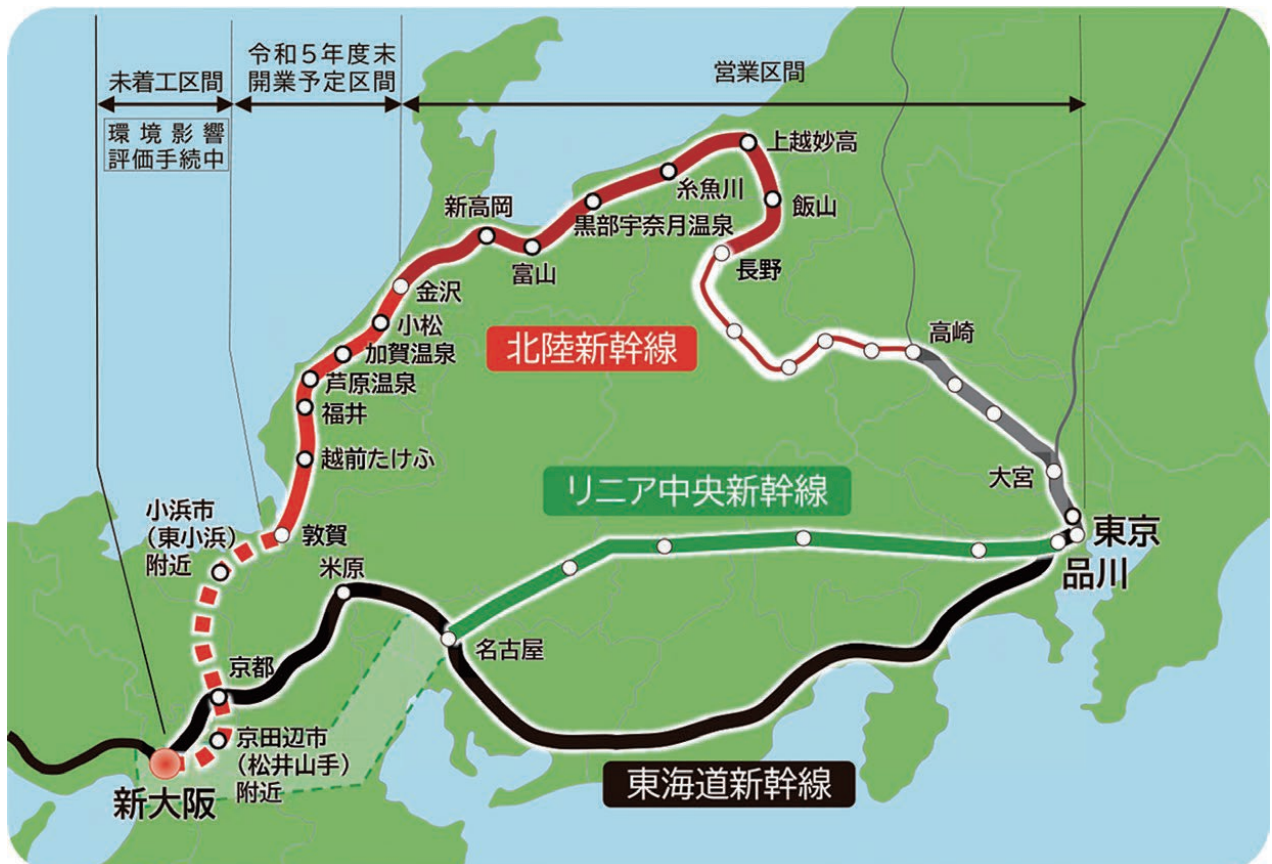 未着工区間
環境影響
評価手続中
令和5年度末
開業予定区間
営業区間
上越妙高
糸魚川
飯山
新高岡
黒部宇奈月温泉
富山
長野
金沢
小松
高崎
加賀温泉
北陸新幹線
芦原温泉
福井
越前たけふ
大宮
リニア中央新幹線
小浜市
(東小浜)
附近
敦賀
東京
米原
品川
名古屋
京都
京田辺市
(松井山手)
附近
新大阪
東海道新幹線